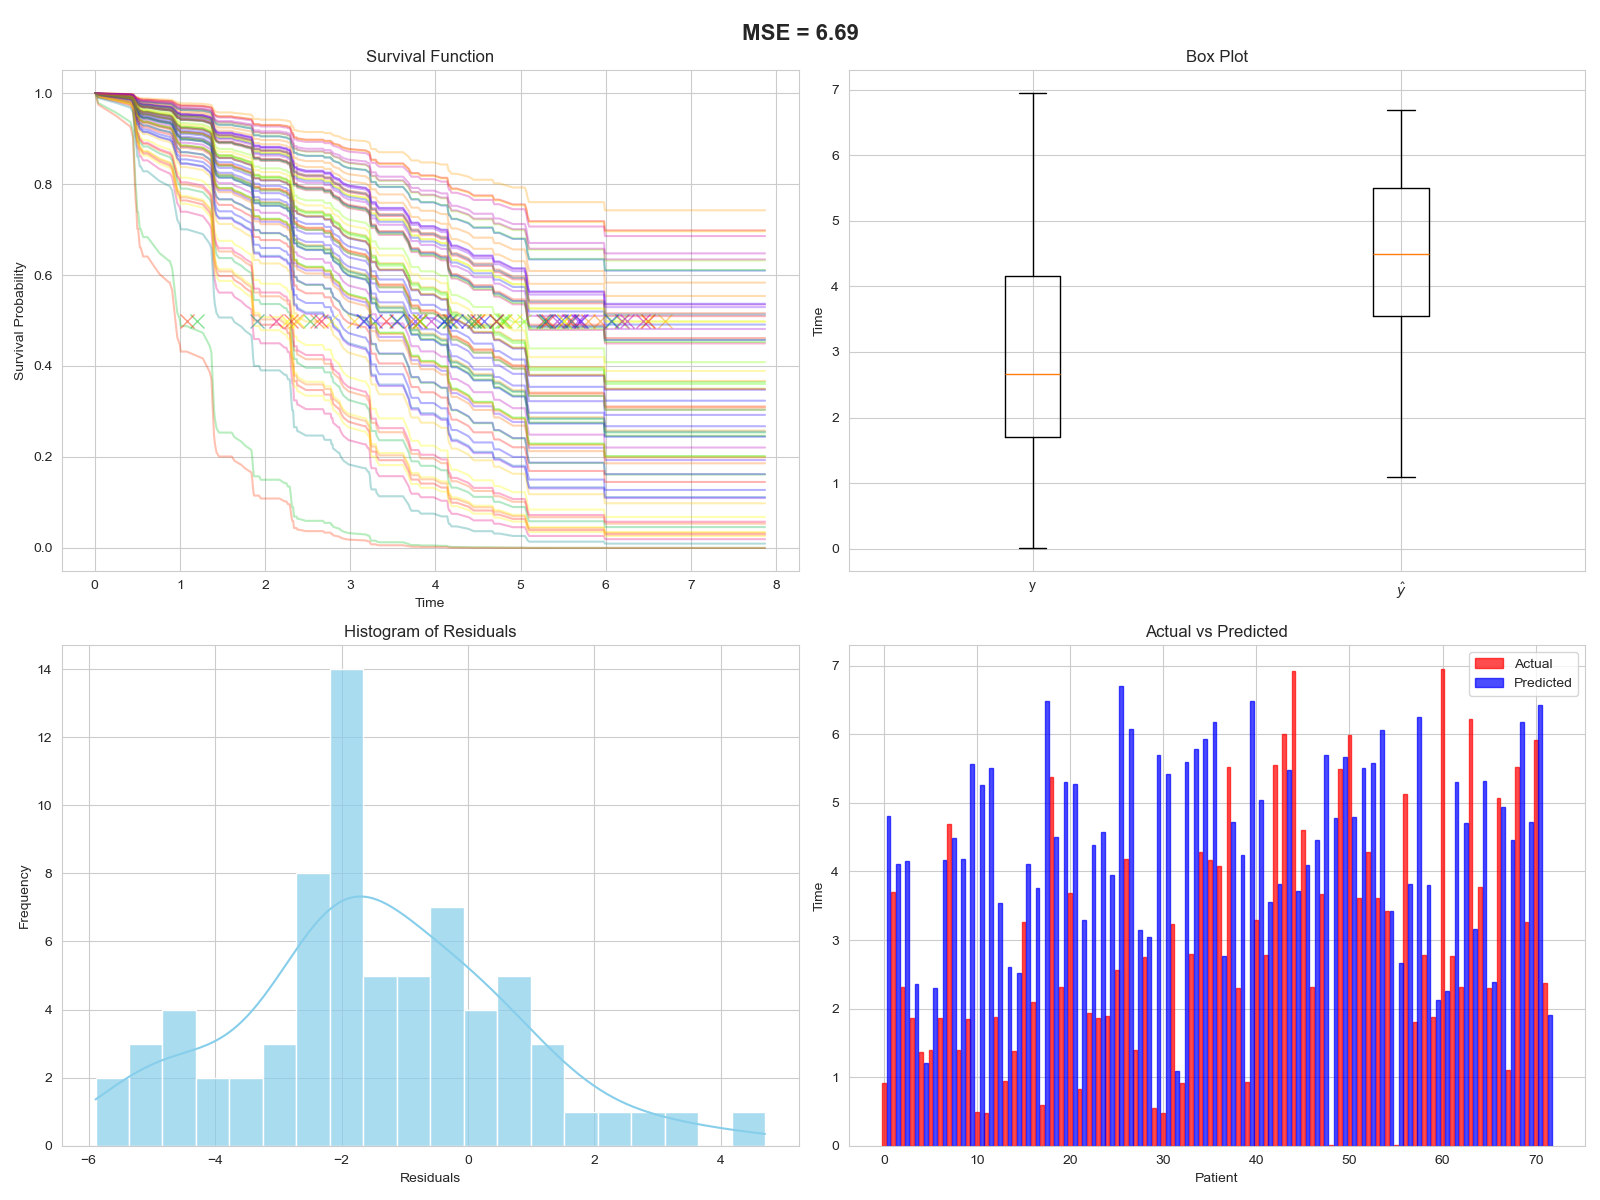 MSE = 6.69
Survival Function
Survival Probability
1.0
0.8
0.6
0.4
0.2
0.0
0 1 2 3 4 5 6 7 8
Time
Box Plot
Time
7
6
5
4
3
2
1
0
y ŷ
Histogram of Residuals
Frequency
14
12
10
8
6
4
2
0
−6 −4 −2 0 2 4
Residuals
Actual vs Predicted
Actual
Predicted
Time
7
6
5
4
3
2
1
0
0 10 20 30 40 50 60 70
Patient